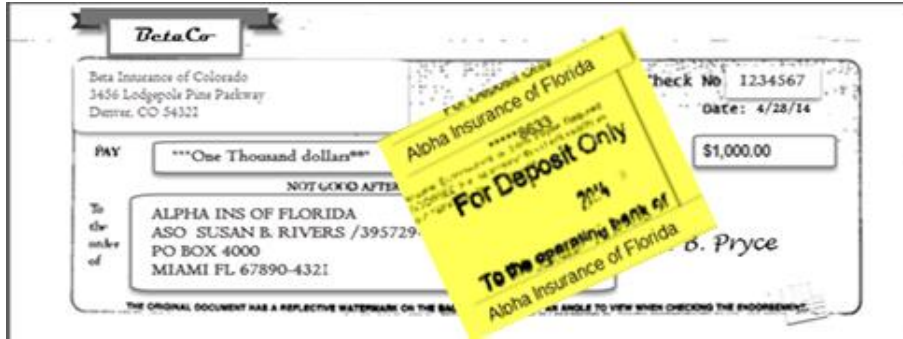 BetaCo
Beta Insurance of Colorado
3456 Lodgepole Pine Parkway
Denver, CO 54321
Check No 1234567
Date: 4/28/14
PAY
***One Thousand dollars***
$1,000.00
NOT GOOD AFTER
To
the
order
of
ALPHA INS OF FLORIDA
ASO SUSAN B. RIVERS /395729
PO BOX 4000
MIAMI FL 67890-4321
B. Pryce
THE ORIGINAL DOCUMENT HAS A REFLECTIVE WATERMARK ON THE AN ANGLE TO VIEW WHEN CHECKING THE ENDORSEMENT.
For Deposit Only
Alpha Insurance of Florida
*****8633
For Deposit Only
2014
To the operating bank of
Alpha Insurance of Florida